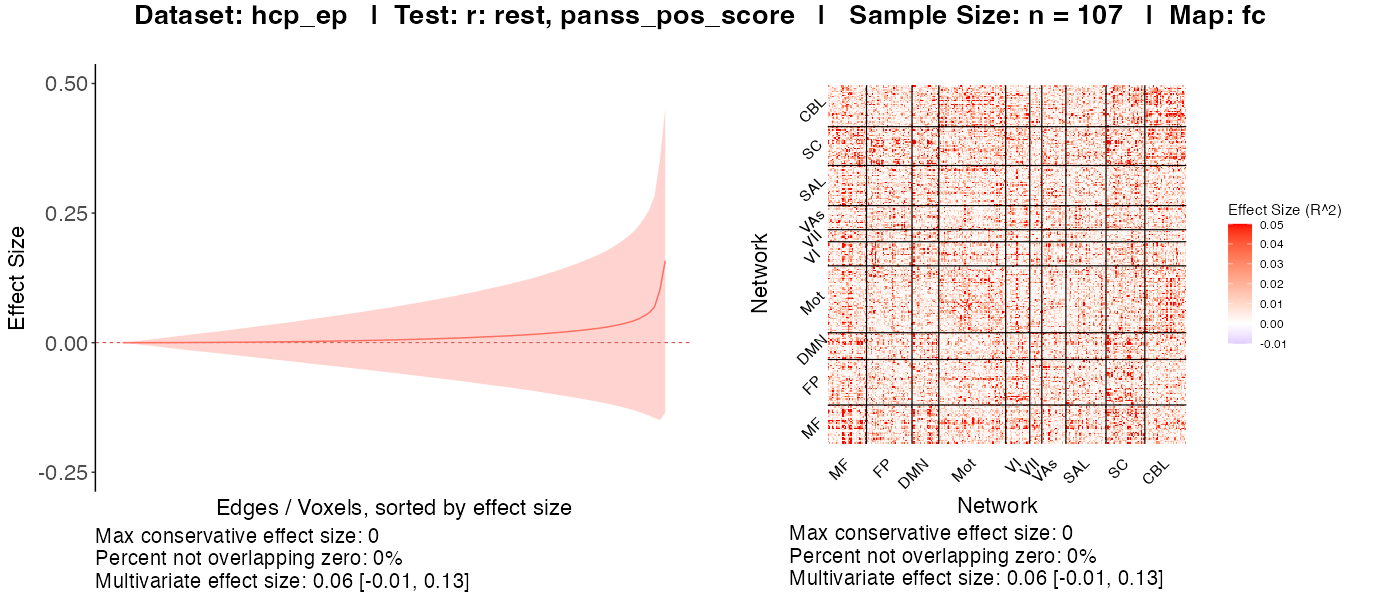 Dataset: hcp_ep | Test: r: rest, panss_pos_score | Sample Size: n = 107 | Map: fc
0.50
0.25
0.00
-0.25
Effect Size
Edges / Voxels, sorted by effect size
Max conservative effect size: 0
Percent not overlapping zero: 0%
Multivariate effect size: 0.06 [-0.01, 0.13]
Network
CBL
SC
SAL
VAs
VII
VI
Mot
DMN
FP
MF
MF
FP
DMN
Mot
VI
VII
VAs
SAL
SC
CBL
Network
Max conservative effect size: 0
Percent not overlapping zero: 0%
Multivariate effect size: 0.06 [-0.01, 0.13]
Effect Size (R^2)
0.05
0.04
0.03
0.02
0.01
0.00
-0.01